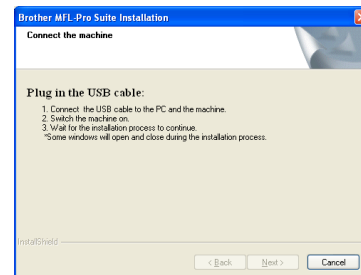 Brother MFL-Pro Suite Installation
Connect the machine
Plug in the USB cable:
1. Connect the USB cable to the PC and the machine.
2. Switch the machine on.
3. Wait for the installation process to continue.
*Some windows will open and close during the installation process.
InstallShield
< Back
Next >
Cancel